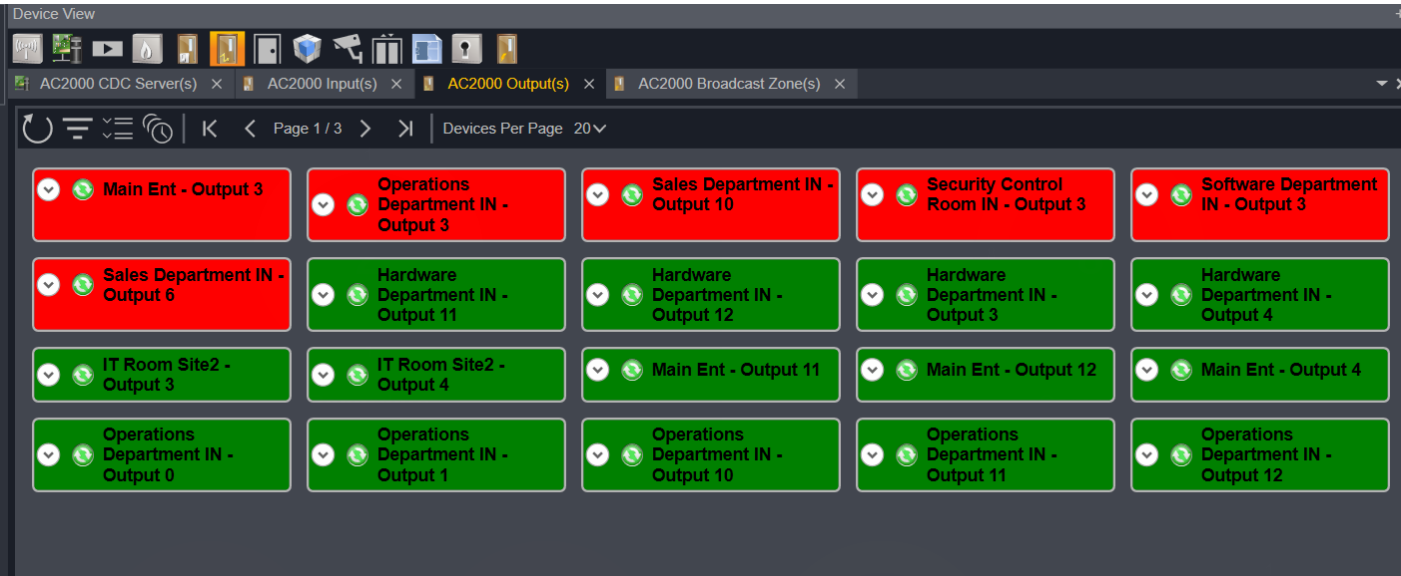 Device View
AC2000 CDC Server(s)
AC2000 Input(s)
AC2000 Output(s)
AC2000 Broadcast Zone(s)
Page 1 / 3
Devices Per Page 20
Main Ent - Output 3
Operations
Department IN -
Output 3
Sales Department IN -
Output 10
Security Control
Room IN - Output 3
Software Department
IN - Output 3
Sales Department IN -
Output 6
Hardware
Department IN -
Output 11
Hardware
Department IN -
Output 12
Hardware
Department IN -
Output 3
Hardware
Department IN -
Output 4
IT Room Site2 -
Output 3
IT Room Site2 -
Output 4
Main Ent - Output 11
Main Ent - Output 12
Main Ent - Output 4
Operations
Department IN -
Output 0
Operations
Department IN -
Output 1
Operations
Department IN -
Output 10
Operations
Department IN -
Output 11
Operations
Department IN -
Output 12